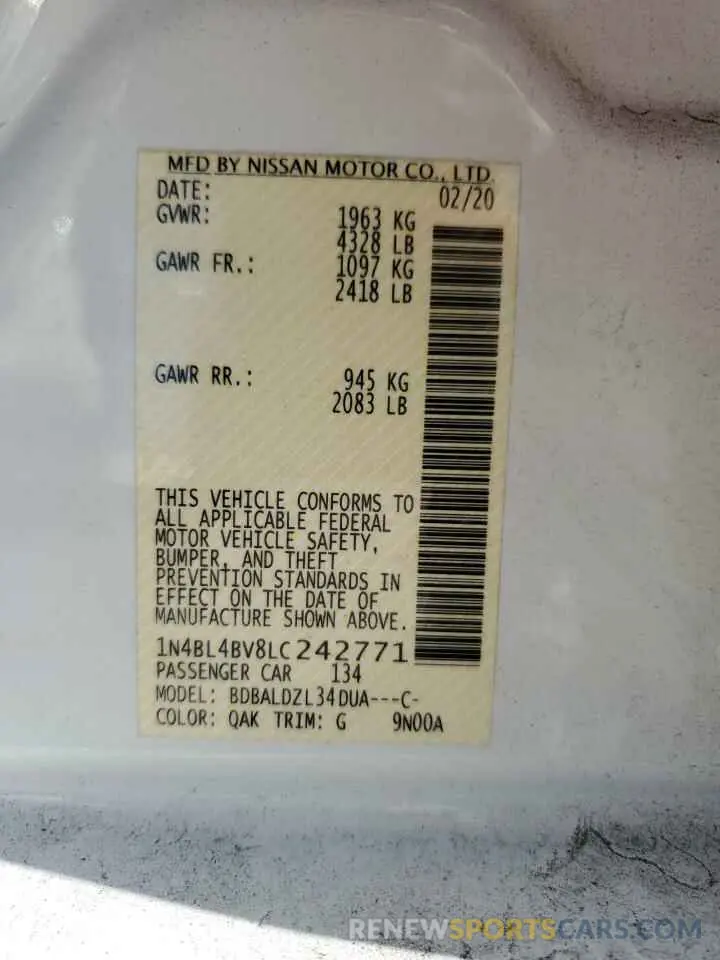 MFD BY NISSAN MOTOR CO., LTD.
DATE: 02/20
GVWR: 1963 KG
4328 LB
GAWR FR.: 1097 KG
2418 LB
GAWR RR.: 945 KG
2083 LB
THIS VEHICLE CONFORMS TO
ALL APPLICABLE FEDERAL
MOTOR VEHICLE SAFETY,
BUMPER, AND THEFT
PREVENTION STANDARDS IN
EFFECT ON THE DATE OF
MANUFACTURE SHOWN ABOVE.
1N4BL4BV8LC242771
PASSENGER CAR 134
MODEL: BDBALDZL34DUA---C-
COLOR: QAK TRIM: G 9N00A
RENEWSPORTSCARS.COM